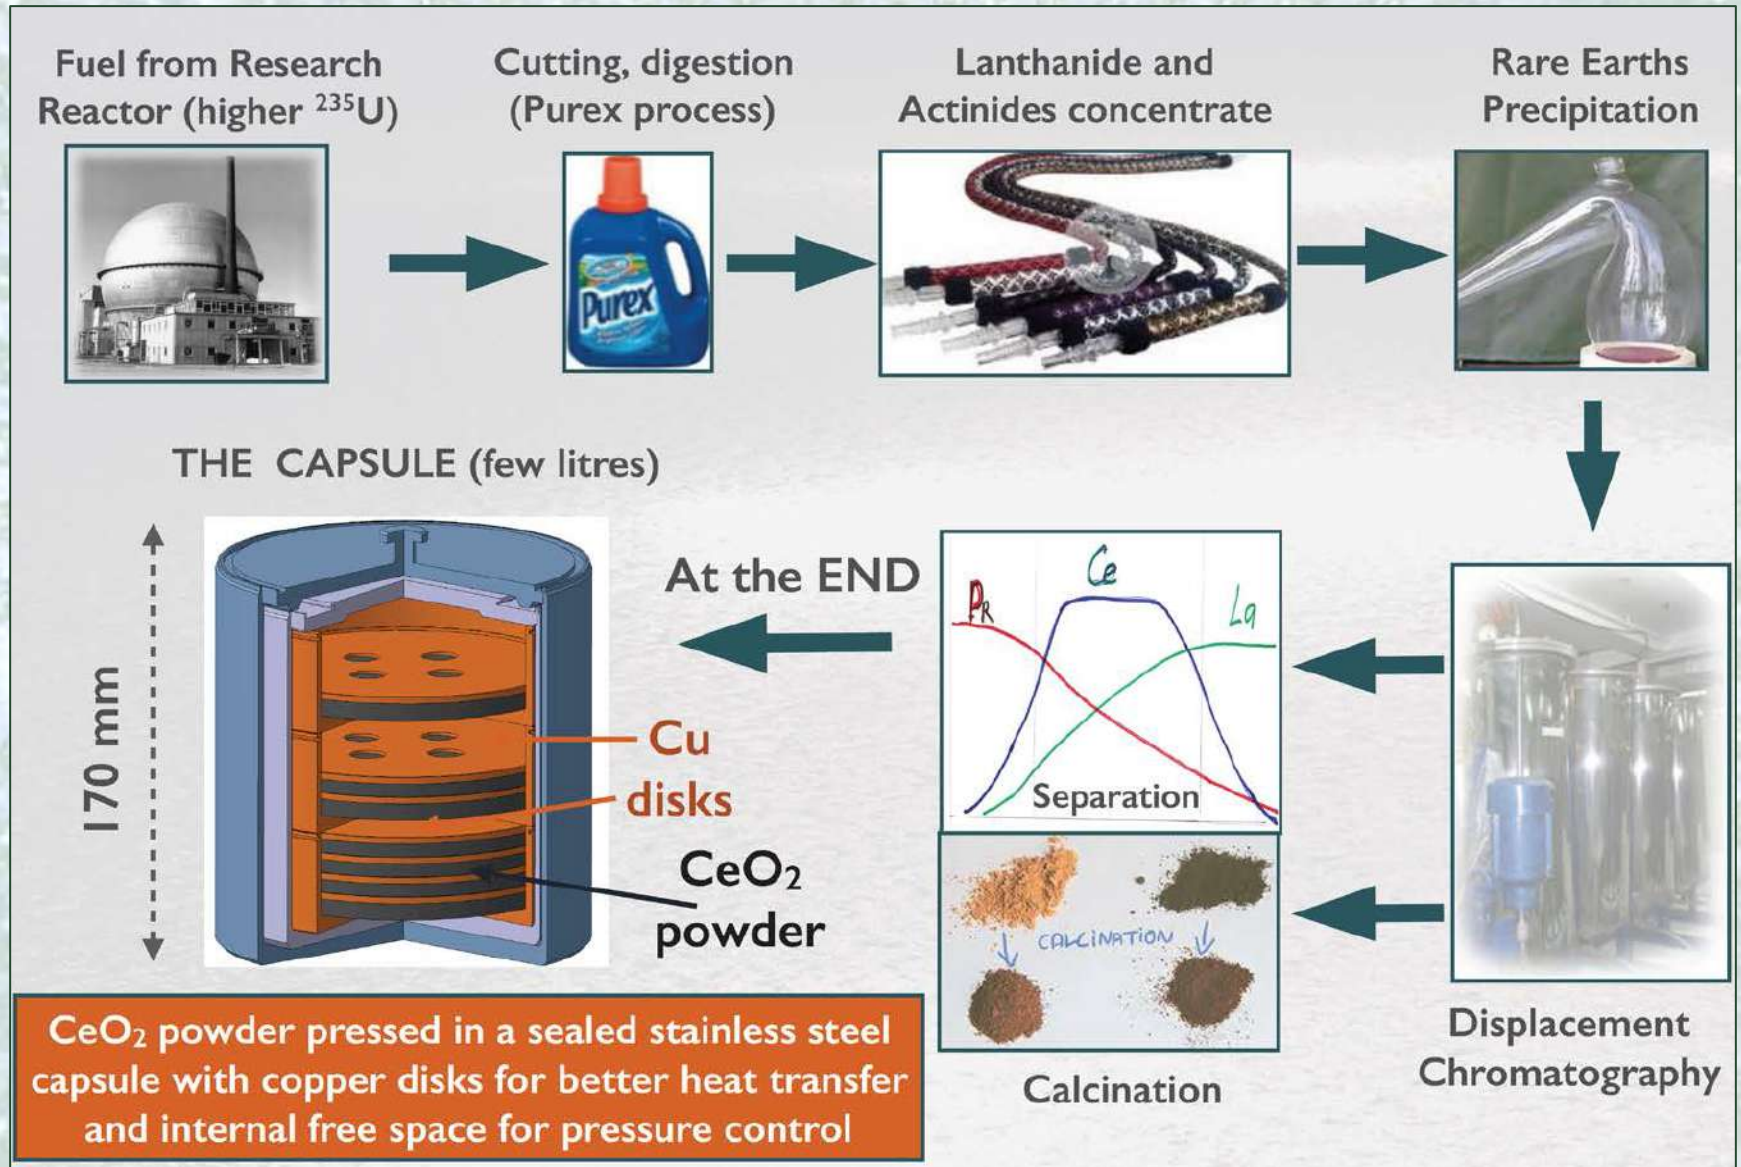 Fuel from Research
Reactor (higher ²³⁵U)
Cutting, digestion
(Purex process)
Lanthanide and
Actinides concentrate
Rare Earths
Precipitation
Purex
THE CAPSULE (few litres)
170 mm
Cu
disks
CeO₂
powder
At the END
PR
Ce
La
Separation
CALCINATION
Calcination
Displacement
Chromatography
CeO₂ powder pressed in a sealed stainless steel
capsule with copper disks for better heat transfer
and internal free space for pressure control